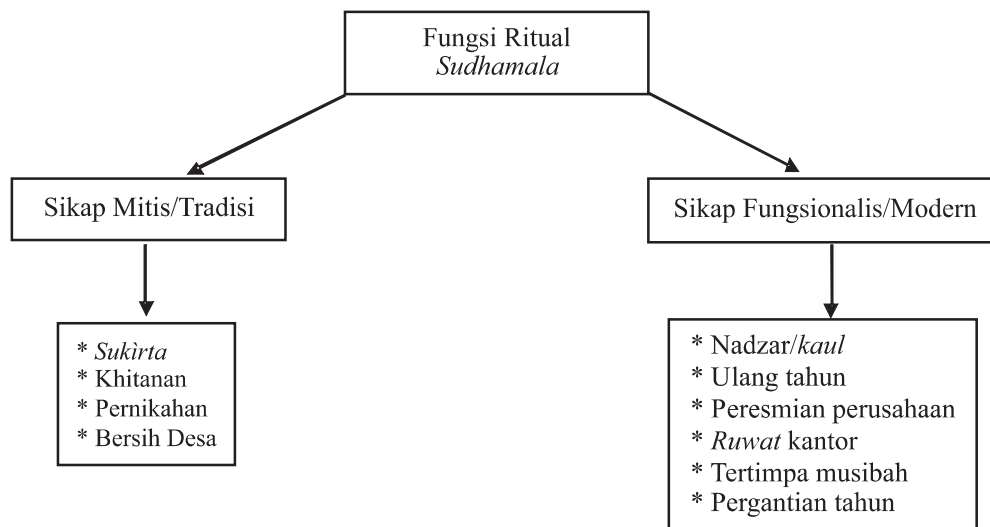 Fungsi Ritual
Sudhamala
Sikap Mitis/Tradisi
Sikap Fungsionalis/Modern
* Sukìrta
* Khitanan
* Pernikahan
* Bersih Desa
* Nadzar/kaul
* Ulang tahun
* Peresmian perusahaan
* Ruwat kantor
* Tertimpa musibah
* Pergantian tahun